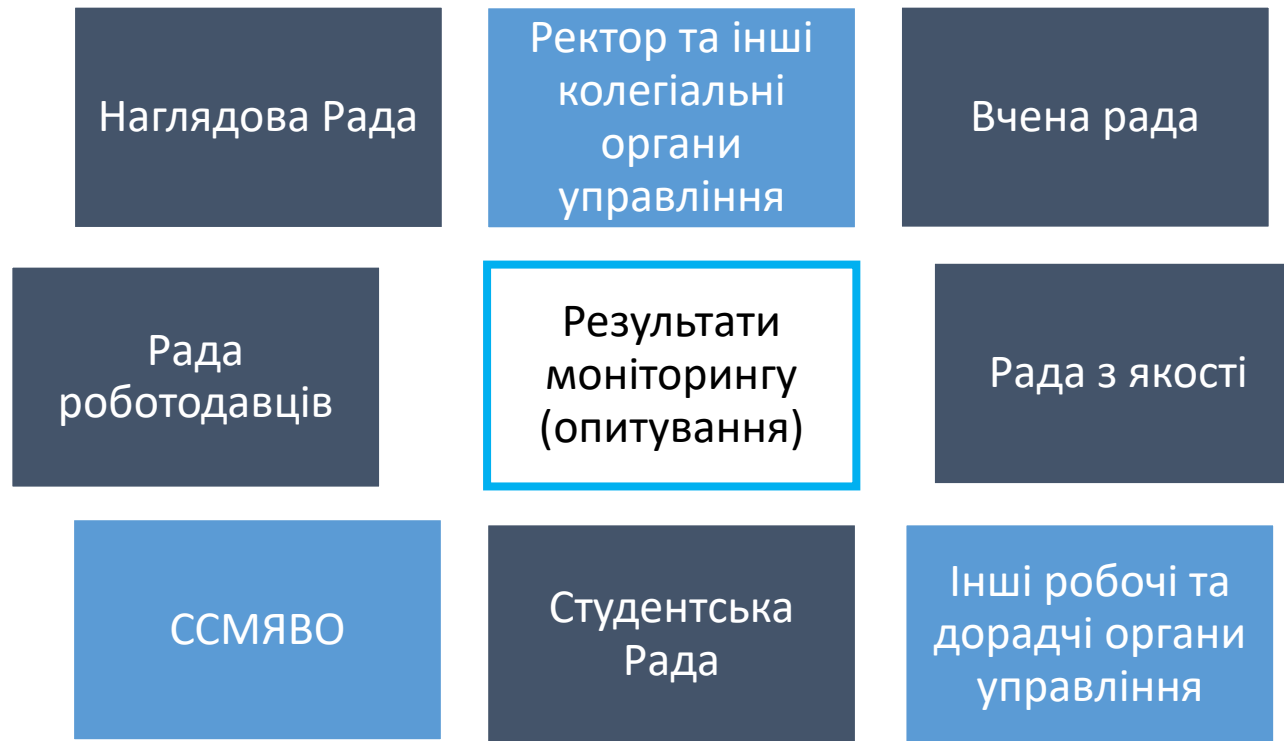 Наглядова Рада
Ректор та інші
колегіальні
органи
управління
Вчена рада
Рада
роботодавців
Результати
моніторингу
(опитування)
Рада з якості
ССМЯВО
Студентська
Рада
Інші робочі та
дорадчі органи
управління